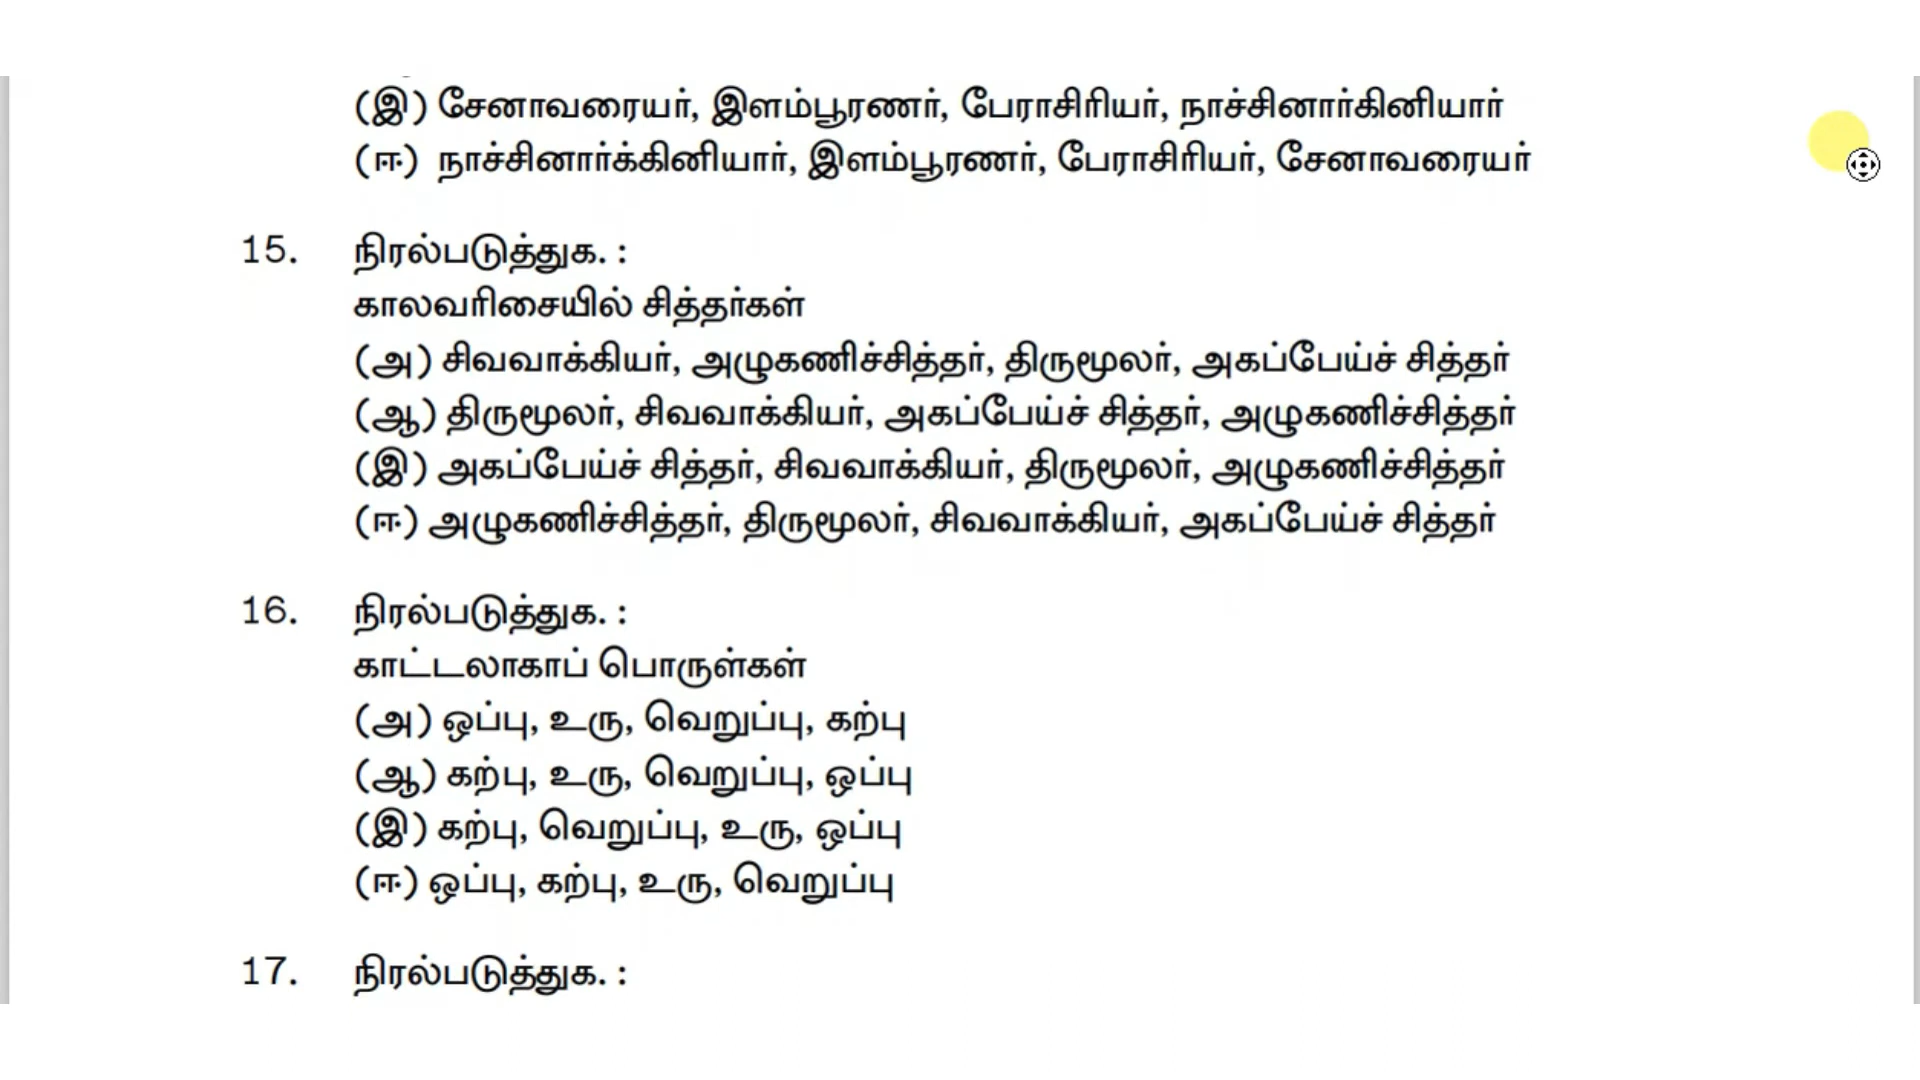 (இ) சேனாவரையர், இளம்பூரணர், பேராசிரியர், நாச்சினார்கினியார்
(ஈ) நாச்சினார்க்கினியார், இளம்பூரணர், பேராசிரியர், சேனாவரையர்
15. நிரல்படுத்துக. :
காலவரிசையில் சித்தர்கள்
(அ) சிவவாக்கியர், அழுகணிச்சித்தர், திருமூலர், அகப்பேய்ச் சித்தர்
(ஆ) திருமூலர், சிவவாக்கியர், அகப்பேய்ச் சித்தர், அழுகணிச்சித்தர்
(இ) அகப்பேய்ச் சித்தர், சிவவாக்கியர், திருமூலர், அழுகணிச்சித்தர்
(ஈ) அழுகணிச்சித்தர், திருமூலர், சிவவாக்கியர், அகப்பேய்ச் சித்தர்
16. நிரல்படுத்துக. :
காட்டலாகாப் பொருள்கள்
(அ) ஒப்பு, உரு, வெறுப்பு, கற்பு
(ஆ) கற்பு, உரு, வெறுப்பு, ஒப்பு
(இ) கற்பு, வெறுப்பு, உரு, ஒப்பு
(ஈ) ஒப்பு, கற்பு, உரு, வெறுப்பு
17. நிரல்படுத்துக. :